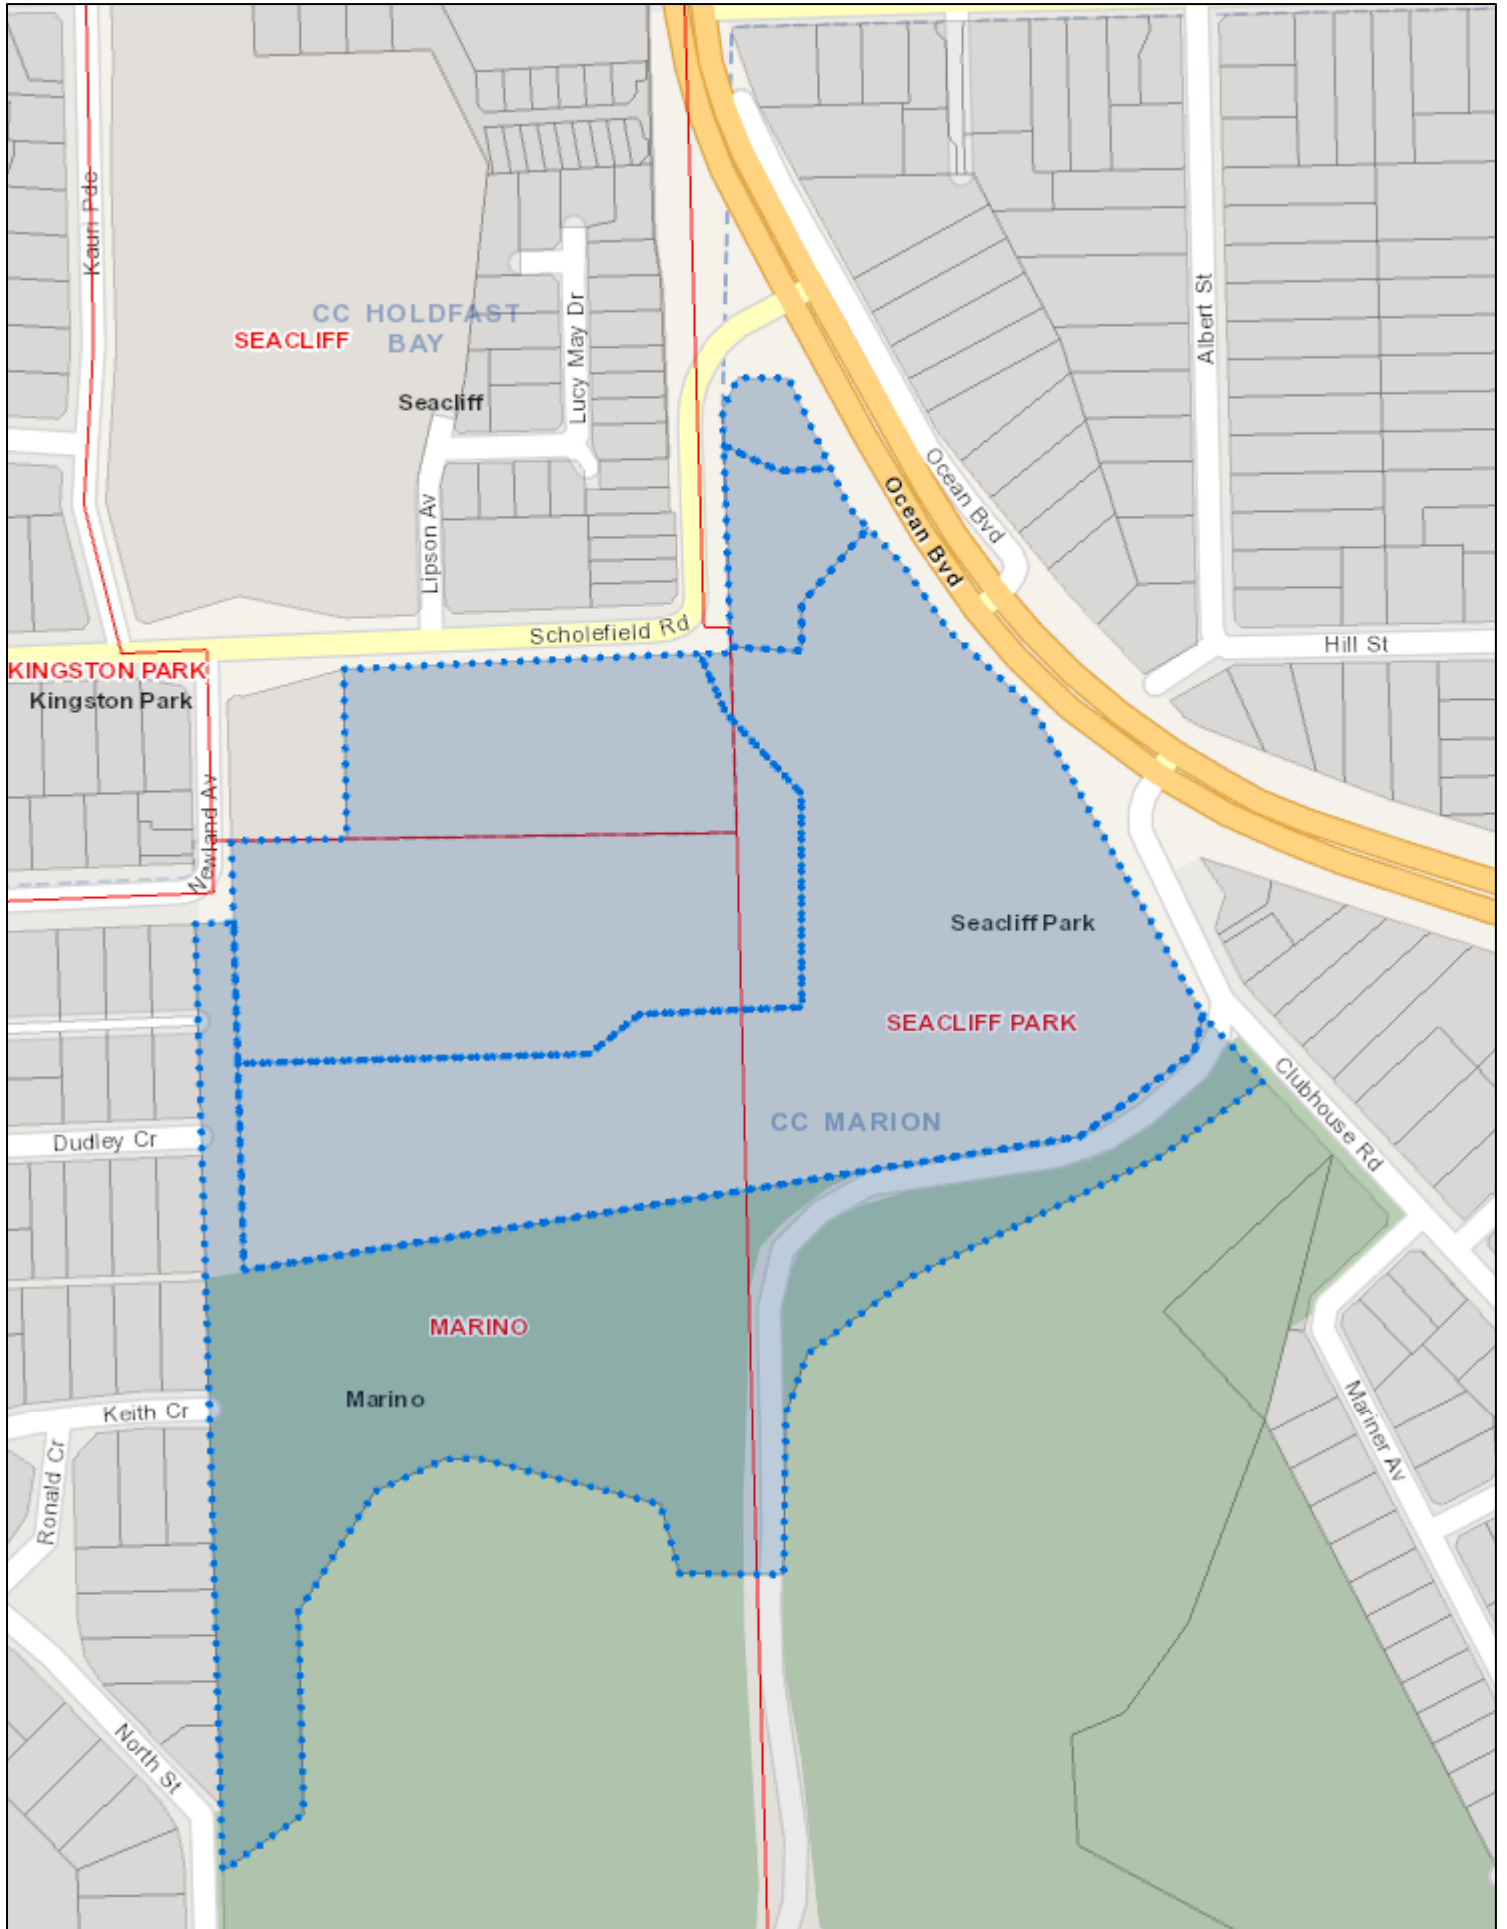 Kauri Pde
CC HOLDFAST
BAY
SEACLIFF
Seacliff
Lucy May Dr
Albert St
Lipson Av
Ocean Bvd
Ocean Bvd
Scholefield Rd
Hill St
KINGSTON PARK
Kingston Park
Newland Av
Seacliff Park
SEACLIFF PARK
CC MARION
Clubhouse Rd
Dudley Cr
MARINO
Marino
Keith Cr
Ronald Cr
Mariner Av
North St